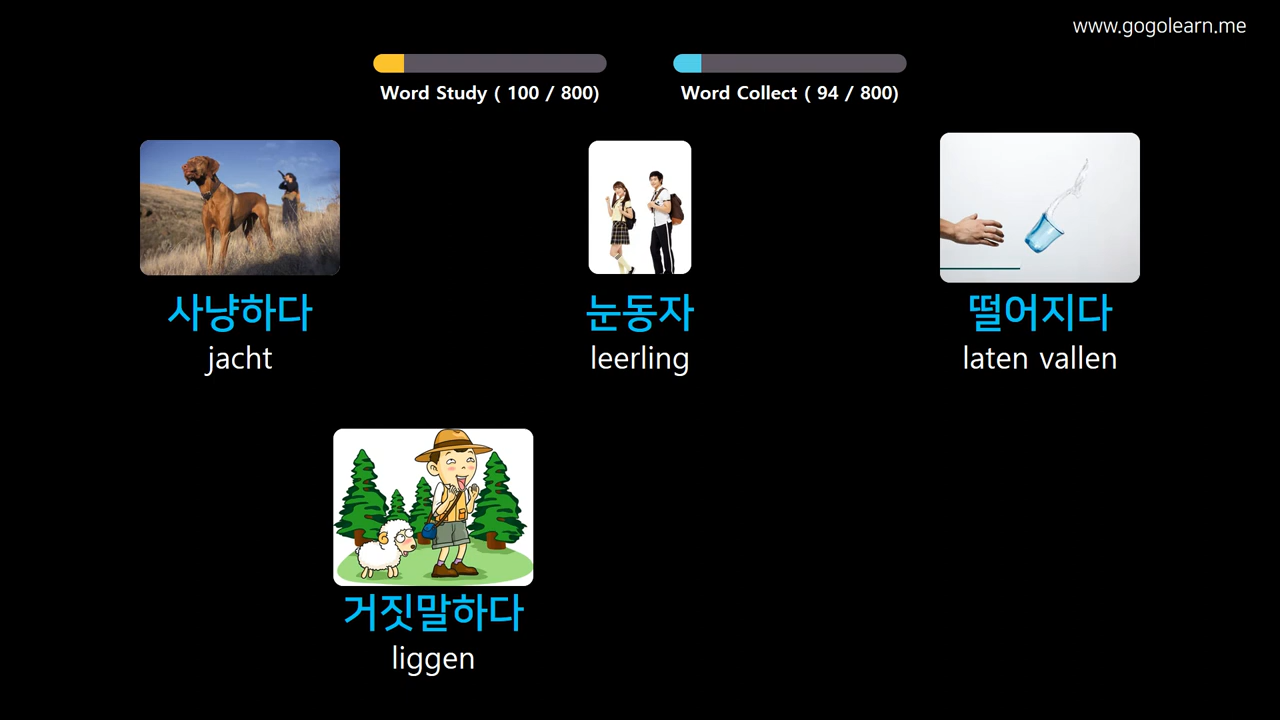 www.gogolearn.me
Word Study ( 100 / 800)
Word Collect ( 94 / 800)
사냥하다
jacht
눈동자
leerling
떨어지다
laten vallen
거짓말하다
liggen